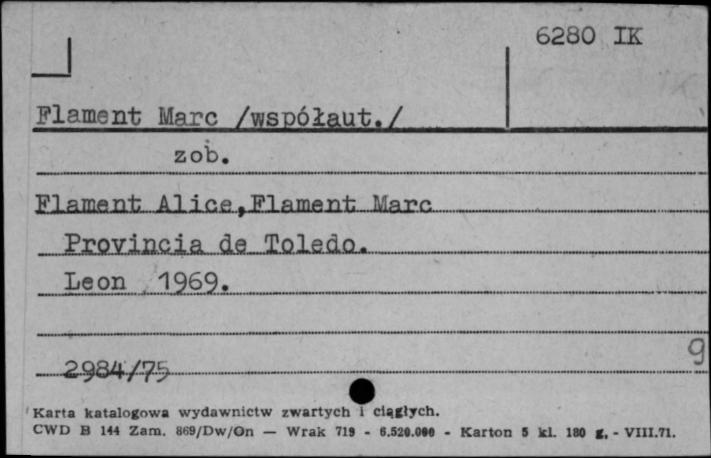 6280 IK
Flament Marc /współaut./
zob.
Flament Alice,Flament Marc
Provincia de Toledo.
Leon 1969.
2984/75
g
Karta katalogowa wydawnictw zwartych i ciągłych.
CWD B 144 Zam. 869/Dw/On — Wrak 719 - 6.520.000 - Karton 5 kl. 180 g. - VIII.71.